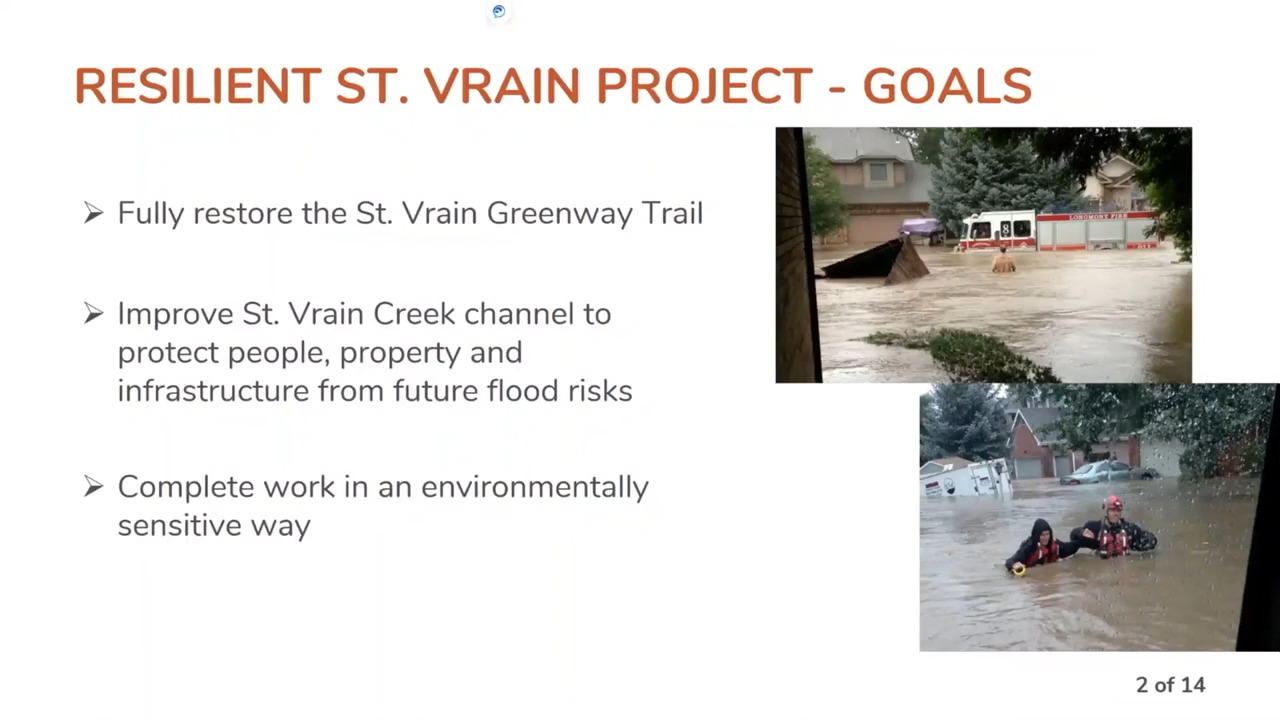 RESILIENT ST. VRAIN PROJECT - GOALS
➢ Fully restore the St. Vrain Greenway Trail
➢ Improve St. Vrain Creek channel to
protect people, property and
infrastructure from future flood risks
➢ Complete work in an environmentally
sensitive way
8
LONGMONT FIRE
2 of 14